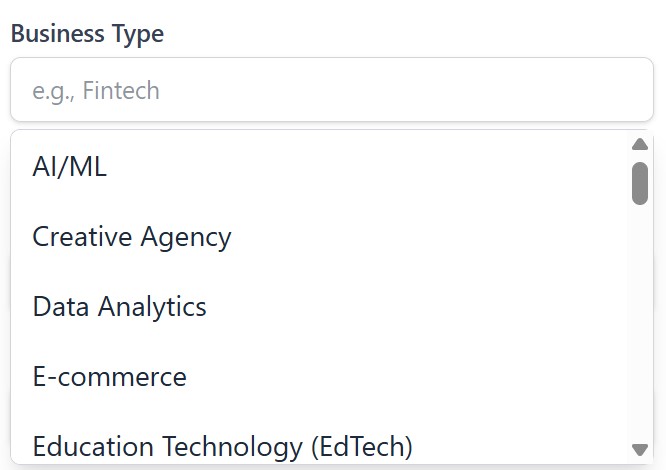 Business Type
e.g., Fintech
AI/ML
Creative Agency
Data Analytics
E-commerce
Education Technology (EdTech)